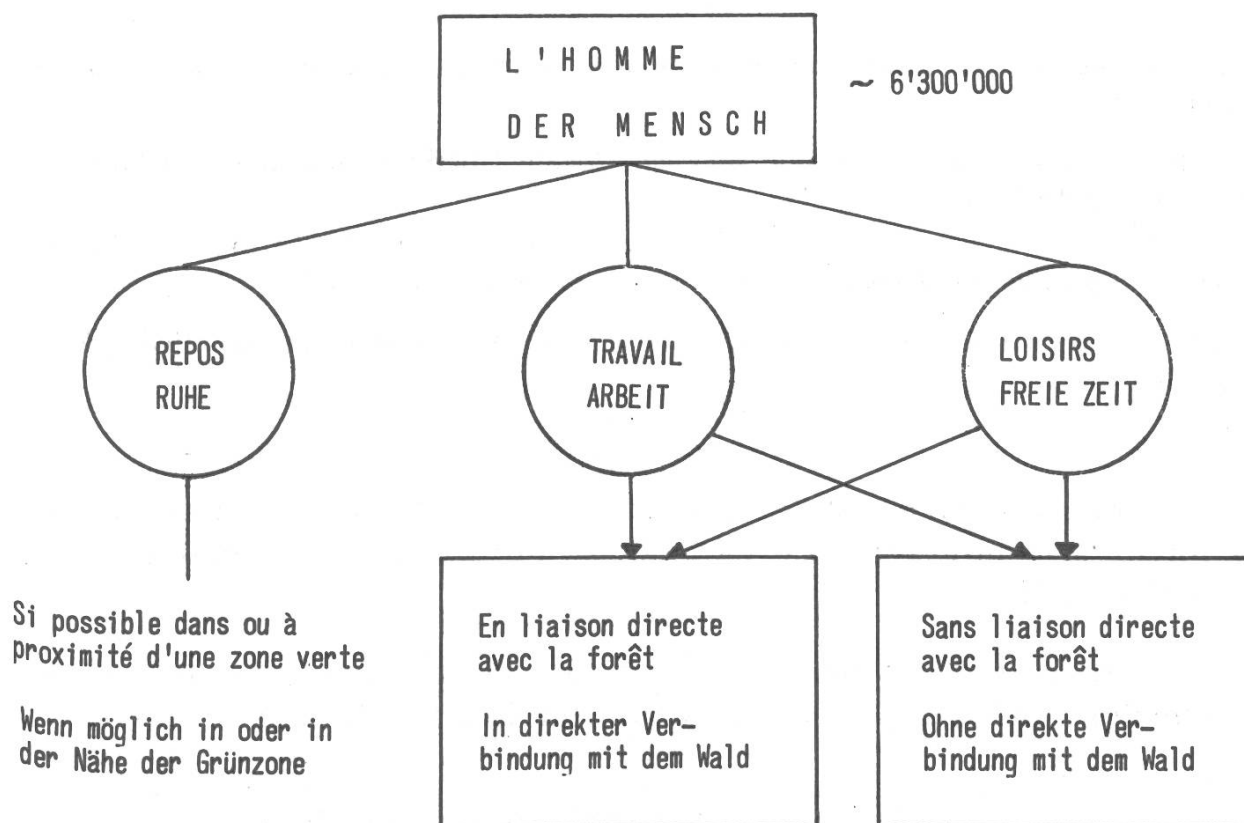 L'HOMME
DER MENSCH
~ 6'300'000
REPOS
RUHE
TRAVAIL
ARBEIT
LOISIRS
FREIE ZEIT
Si possible dans ou à
proximité d'une zone verte
Wenn möglich in oder in
der Nähe der Grünzone
En liaison directe
avec la forêt
In direkter Ver-
bindung mit dem Wald
Sans liaison directe
avec la forêt
Ohne direkte Ver-
bindung mit dem Wald